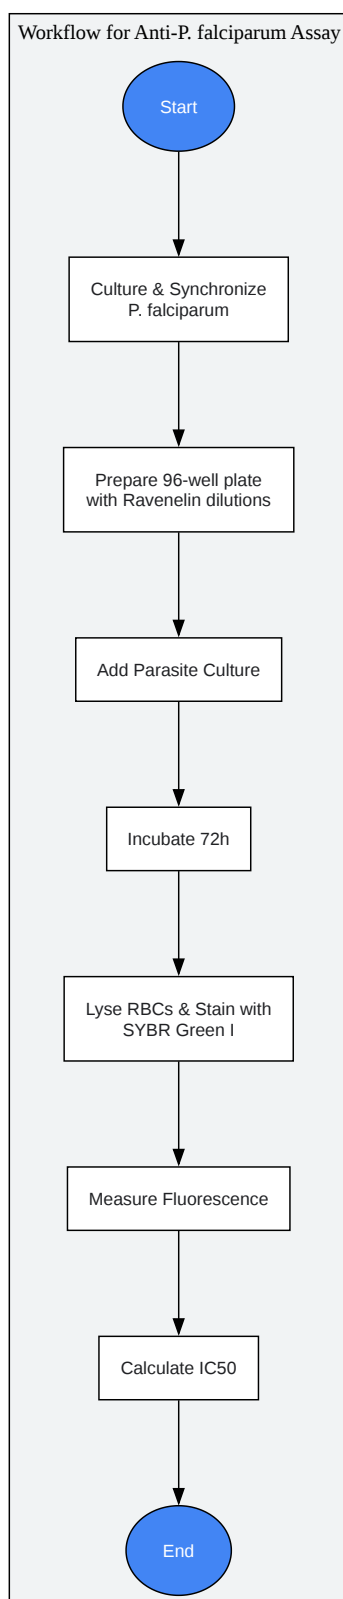 Workflow for Anti-P. falciparum Assay
Start
Culture & Synchronize
P. falciparum
Prepare 96-well plate
with Ravenelin dilutions
Add Parasite Culture
Incubate 72h
Lyse RBCs & Stain with
SYBR Green I
Measure Fluorescence
Calculate IC50
End